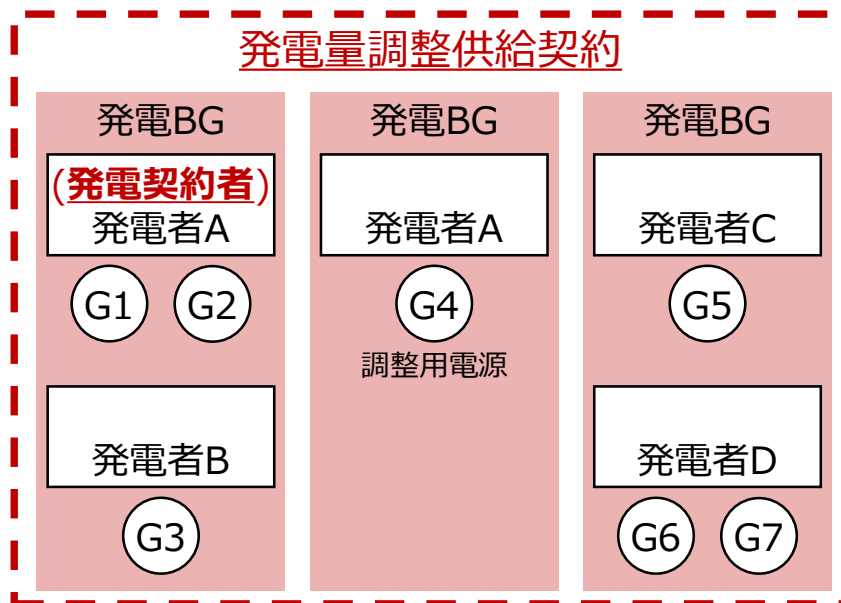 発電量調整供給契約
発電BG
(発電契約者)
発電者A
G1 G2
発電者B
G3
発電BG
発電者A
G4
調整用電源
発電BG
発電者C
G5
発電者D
G6 G7